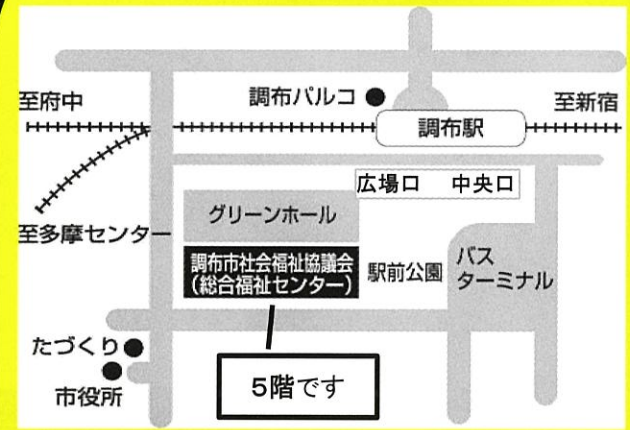 至府中
調布パルコ
至新宿
調布駅
広場口 中央口
グリーンホール
至多摩センター
調布市社会福祉協議会
（総合福祉センター）
駅前公園
バス
ターミナル
たづくり
市役所
5階です